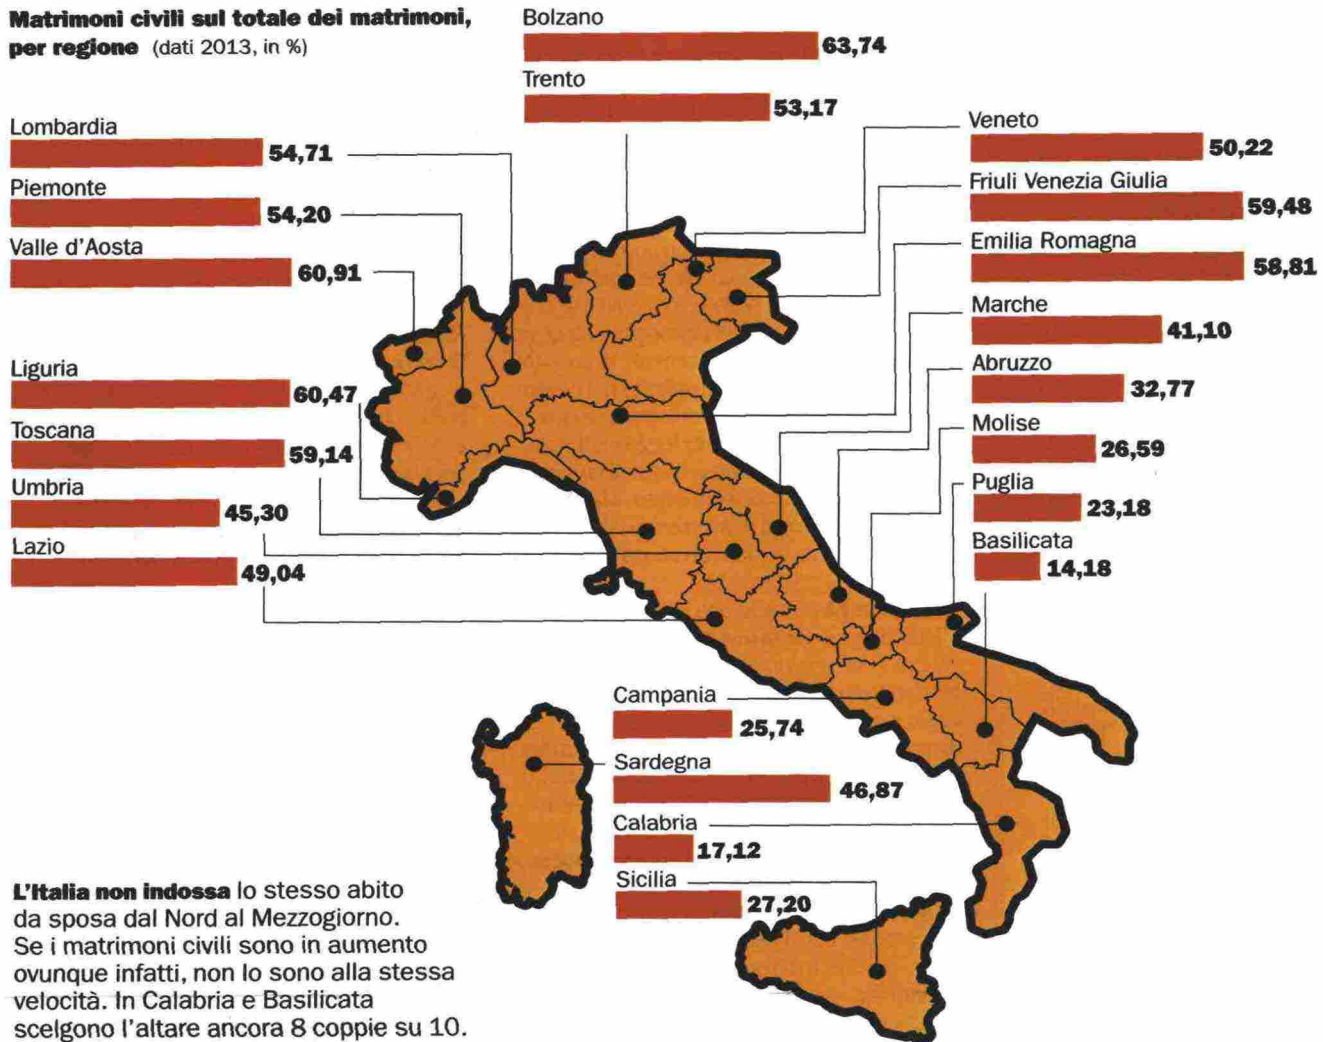 Matrimoni civili sul totale dei matrimoni,
per regione (dati 2013, in %)
Bolzano
63,74
Trento
53,17
Lombardia
54,71
Piemonte
54,20
Valle d'Aosta
60,91
Liguria
60,47
Toscana
59,14
Umbria
45,30
Lazio
49,04
Veneto
50,22
Friuli Venezia Giulia
59,48
Emilia Romagna
58,81
Marche
41,10
Abruzzo
32,77
Molise
26,59
Puglia
23,18
Basilicata
14,18
Campania
25,74
Sardegna
46,87
Calabria
17,12
Sicilia
27,20
L'Italia non indossa lo stesso abito
da sposa dal Nord al Mezzogiorno.
Se i matrimoni civili sono in aumento
ovunque infatti, non lo sono alla stessa
velocità. In Calabria e Basilicata
scelgono l'altare ancora 8 coppie su 10.